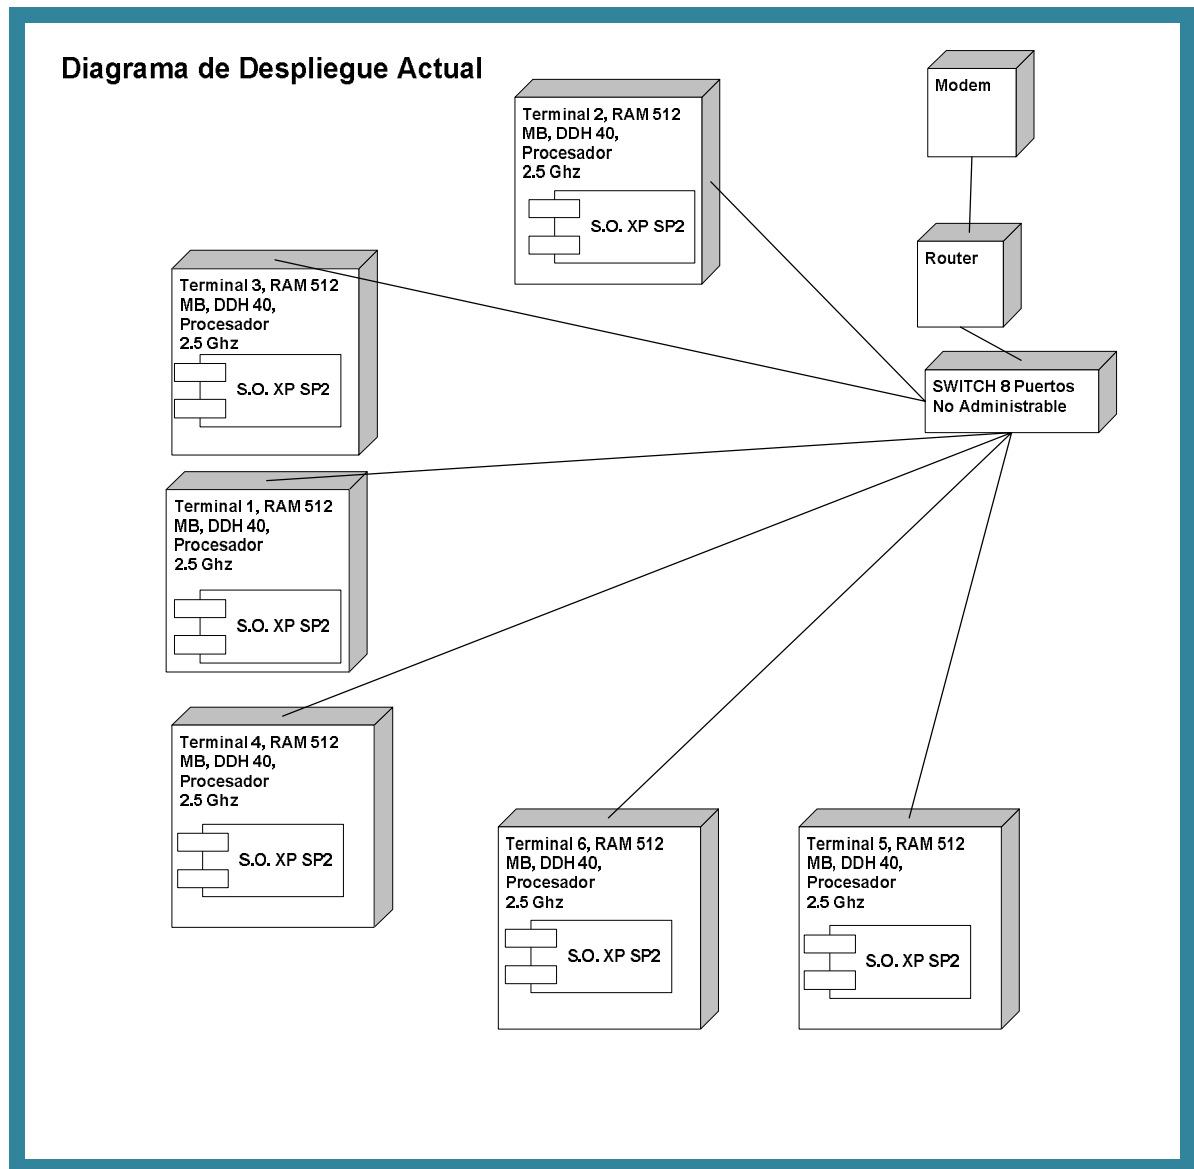 Diagrama de Despliegue Actual
Modem
Terminal 2, RAM 512
MB, DDH 40,
Procesador
2.5 Ghz
S.O. XP SP2
Router
Terminal 3, RAM 512
MB, DDH 40,
Procesador
2.5 Ghz
S.O. XP SP2
SWITCH 8 Puertos
No Administrable
Terminal 1, RAM 512
MB, DDH 40,
Procesador
2.5 Ghz
S.O. XP SP2
Terminal 4, RAM 512
MB, DDH 40,
Procesador
2.5 Ghz
S.O. XP SP2
Terminal 6, RAM 512
MB, DDH 40,
Procesador
2.5 Ghz
S.O. XP SP2
Terminal 5, RAM 512
MB, DDH 40,
Procesador
2.5 Ghz
S.O. XP SP2